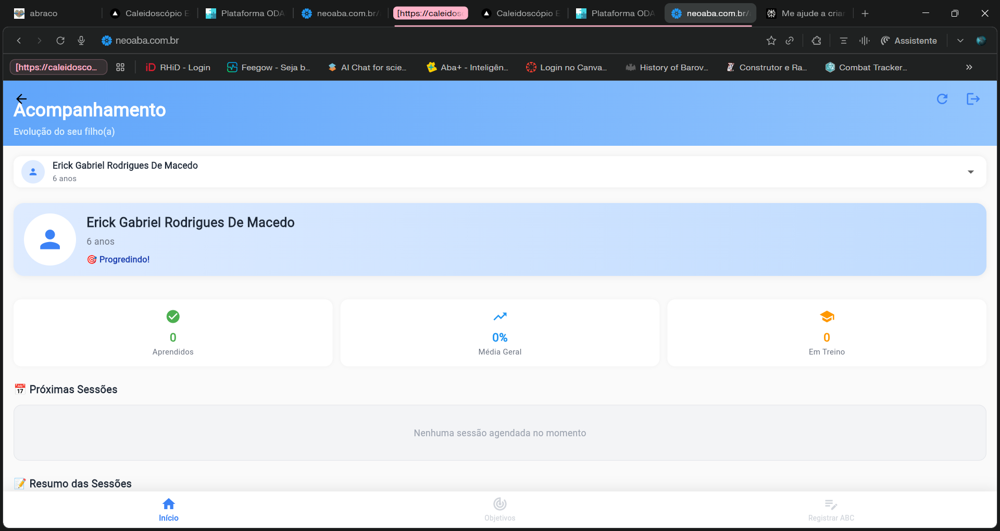 abraco
Caleidoscópio E
Plataforma ODA
neoaba.com.br/
[https://caleidos
Caleidoscópio E
Plataforma ODA
neoaba.com.br/
Me ajude a criar
neoaba.com.br
Assistente
[https://caleidosco...
RHiD - Login
Feegow - Seja b...
AI Chat for scie...
Aba+ - Inteligên...
Login no Canva...
History of Barov...
Construtor e Ra...
Combat Tracker...
Acompanhamento
Evolução do seu filho(a)
Erick Gabriel Rodrigues De Macedo
6 anos
Erick Gabriel Rodrigues De Macedo
6 anos
🎯 Progredindo!
0
Aprendidos
0%
Média Geral
0
Em Treino
📅 Próximas Sessões
Nenhuma sessão agendada no momento
📝 Resumo das Sessões
Início
Objetivos
Registrar ABC